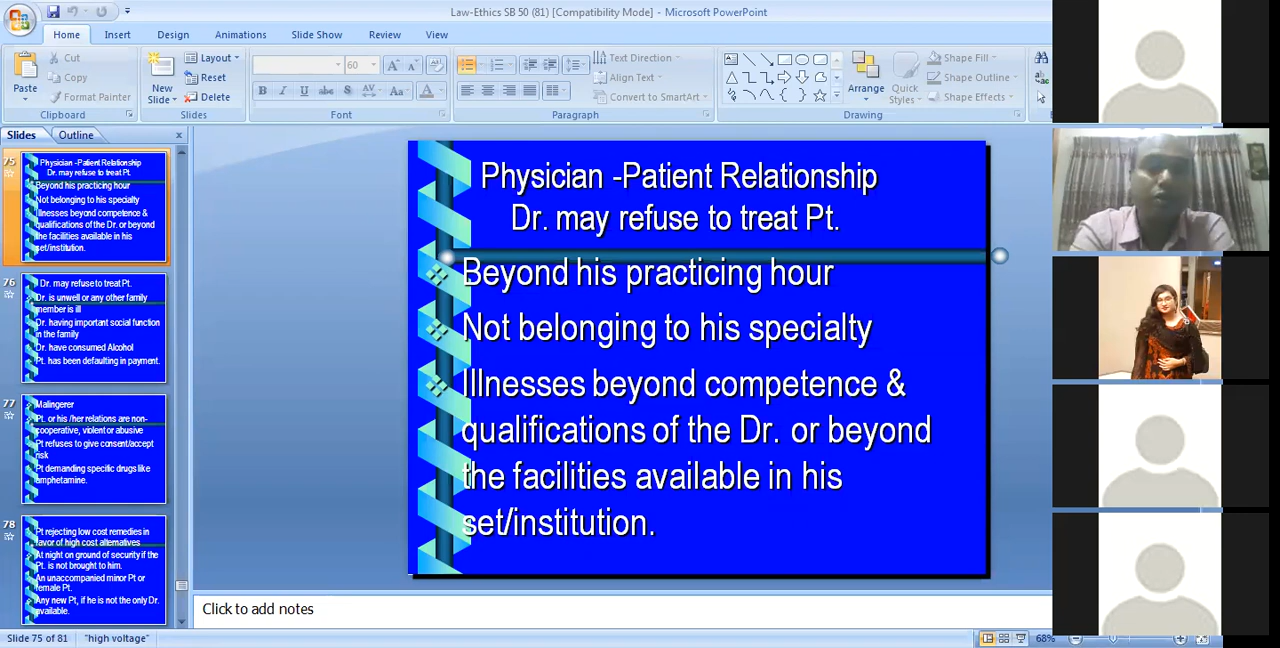 Law-Ethics SB 50 (81) [Compatibility Mode] - Microsoft PowerPoint
Home Insert Design Animations Slide Show Review View
Paste
Cut
Copy
Format Painter
Clipboard
New Slide
Layout
Reset
Delete
Slides
60
B I U abc S AV Aa A
Font
Text Direction
Align Text
Convert to SmartArt
Paragraph
Arrange
Quick Styles
Shape Fill
Shape Outline
Shape Effects
Drawing
Slides Outline
75
Physician -Patient Relationship
Dr. may refuse to treat Pt.
Beyond his practicing hour
Not belonging to his specialty
Illnesses beyond competence &
qualifications of the Dr. or beyond
the facilities available in his
set/institution.
76
Dr. may refuse to treat Pt.
Dr. is unwell or any other family
member is ill
Dr. having important social function
in the family
Dr. have consumed Alcohol
Pt. has been defaulting in payment.
77
Malingerer
Pt. or his /her relations are non-
cooperative, violent or abusive
Pt refuses to give consent/accept
risk
Pt demanding specific drugs like
amphetamine.
78
Pt rejecting low cost remedies in
favor of high cost alternatives
At night on ground of security if the
Pt. is not brought to him.
An unaccompanied minor Pt or
female Pt.
Any new Pt, if he is not the only Dr.
available.
Physician -Patient Relationship
Dr. may refuse to treat Pt.
Beyond his practicing hour
Not belonging to his specialty
Illnesses beyond competence &
qualifications of the Dr. or beyond
the facilities available in his
set/institution.
Click to add notes
Slide 75 of 81 "high voltage" 68%